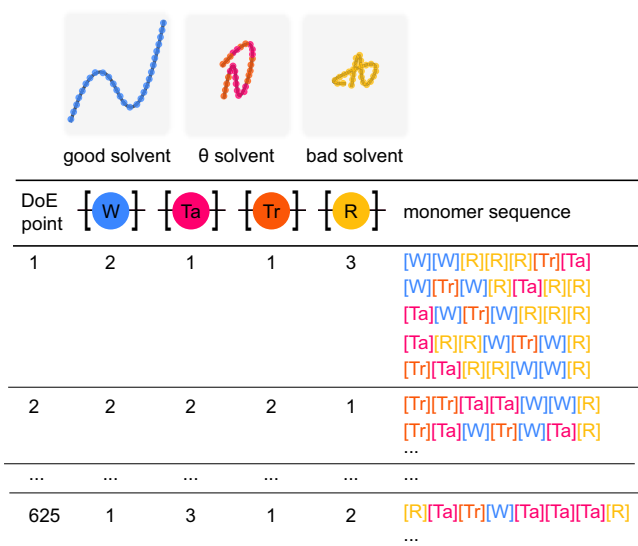 good solvent θ solvent bad solvent
DoE point [W] [Ta] [Tr] [R] monomer sequence
1 2 1 1 3 [W][W][R][R][R][Tr][Ta]
[W][Tr][W][R][Ta][R][R]
[Ta][W][Tr][W][R][R][R]
[Ta][R][R][W][Tr][W][R]
[Tr][Ta][R][R][W][W][R]
2 2 2 2 1 [Tr][Tr][Ta][Ta][W][W][R]
[Tr][Ta][W][Tr][W][Ta][R]
...
... ... ... ... ... ...
625 1 3 1 2 [R][Ta][Tr][W][Ta][Ta][Ta][R]
...